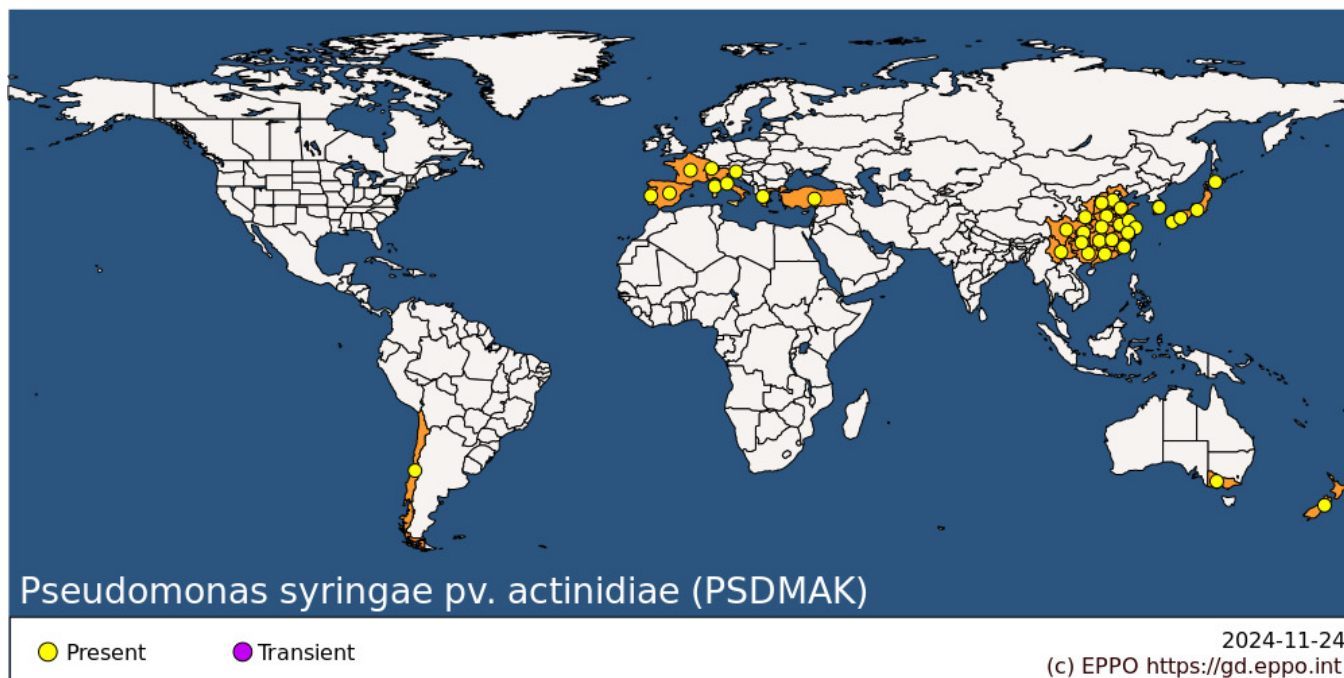 Pseudomonas syringae pv. actinidiae (PSDMAK)
Present
Transient
2024-11-24
(c) EPPO https://gd.eppo.int